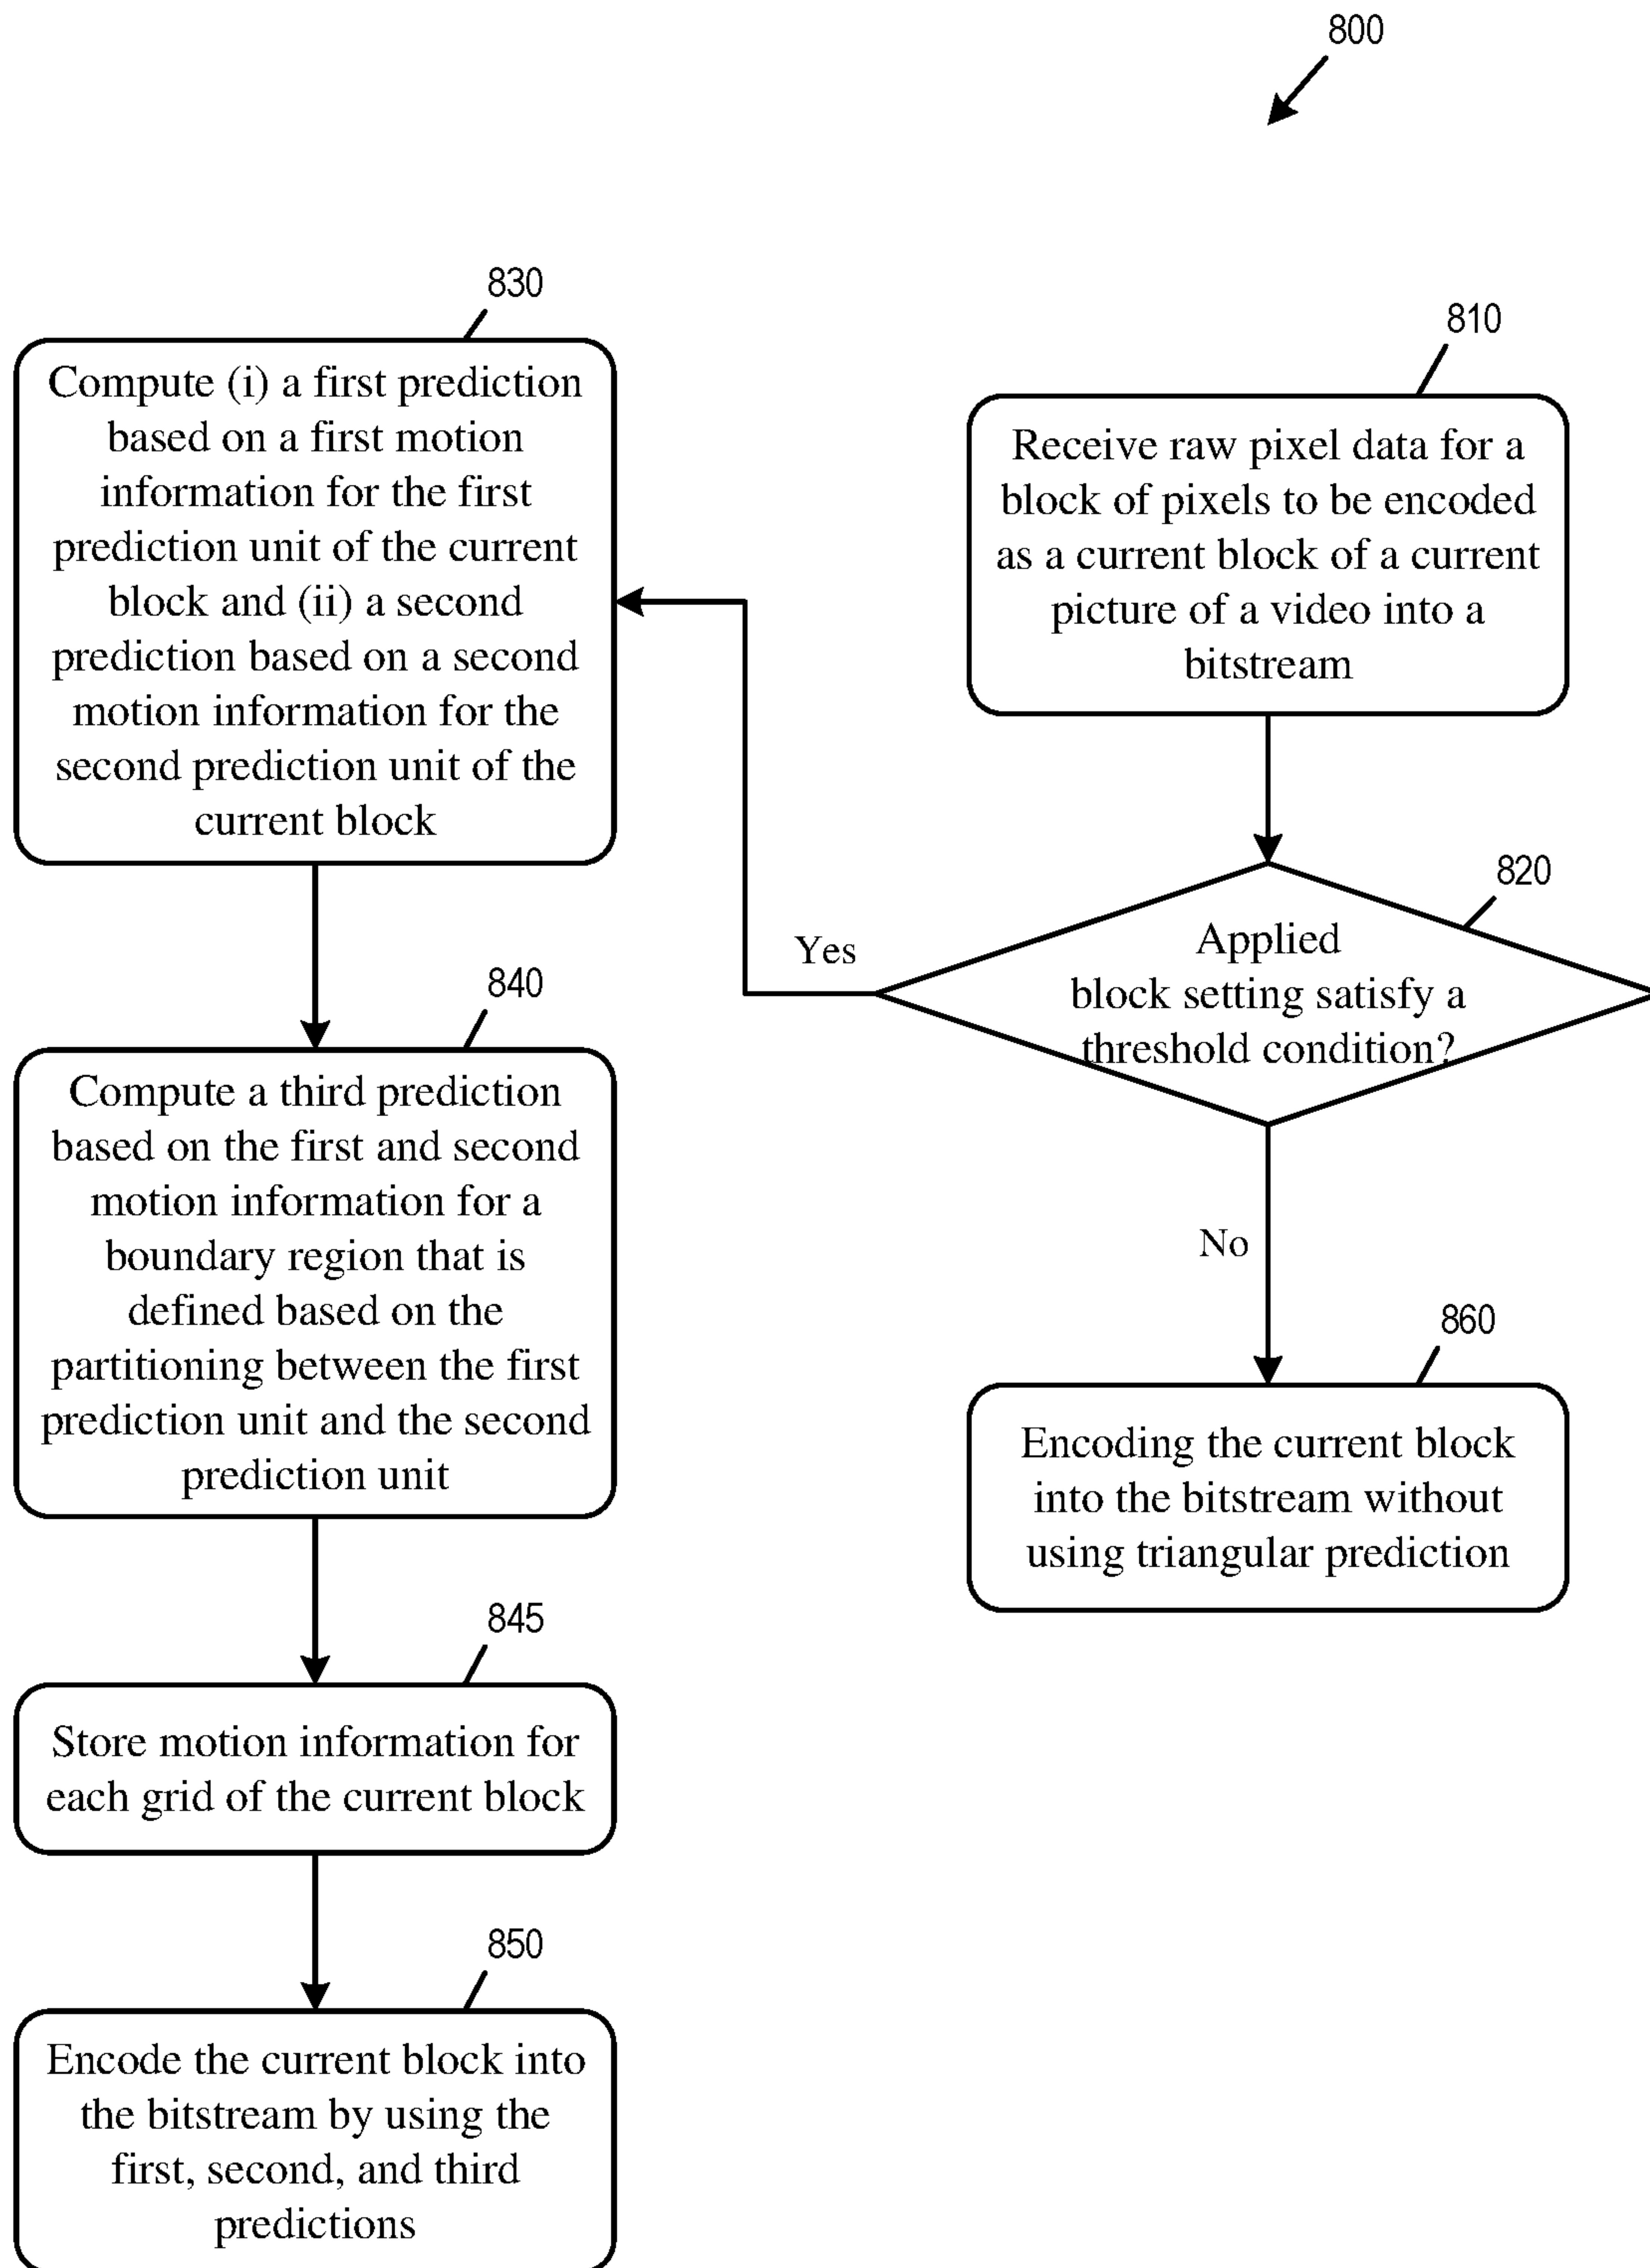 800
810
Receive raw pixel data for a
block of pixels to be encoded
as a current block of a current
picture of a video into a
bitstream
820
Applied
block setting satisfy a
threshold condition?
Yes
No
830
Compute (i) a first prediction
based on a first motion
information for the first
prediction unit of the current
block and (ii) a second
prediction based on a second
motion information for the
second prediction unit of the
current block
840
Compute a third prediction
based on the first and second
motion information for a
boundary region that is
defined based on the
partitioning between the first
prediction unit and the second
prediction unit
845
Store motion information for
each grid of the current block
850
Encode the current block into
the bitstream by using the
first, second, and third
predictions
860
Encoding the current block
into the bitstream without
using triangular prediction